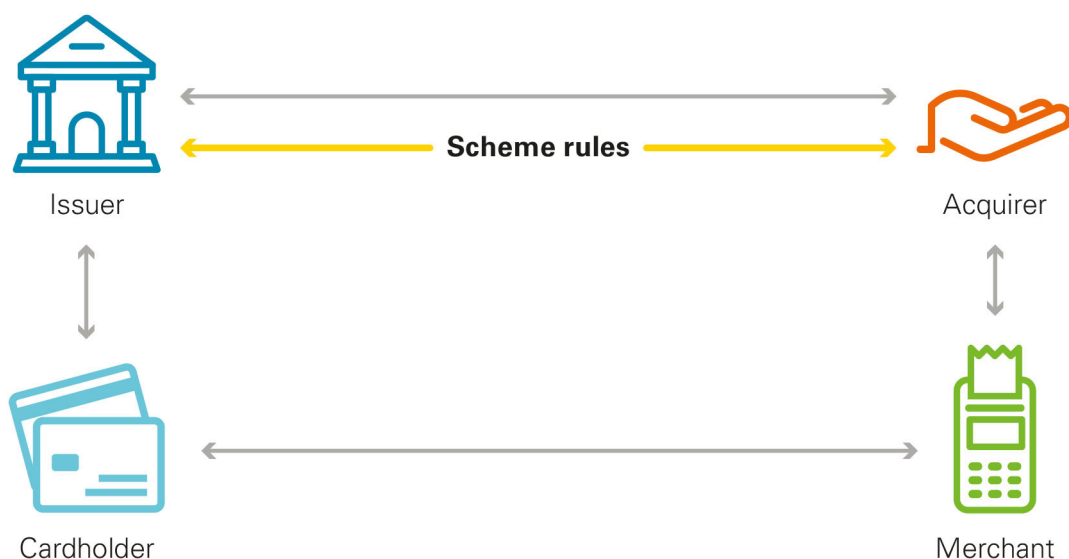 Scheme rules
Issuer
Acquirer
Cardholder
Merchant